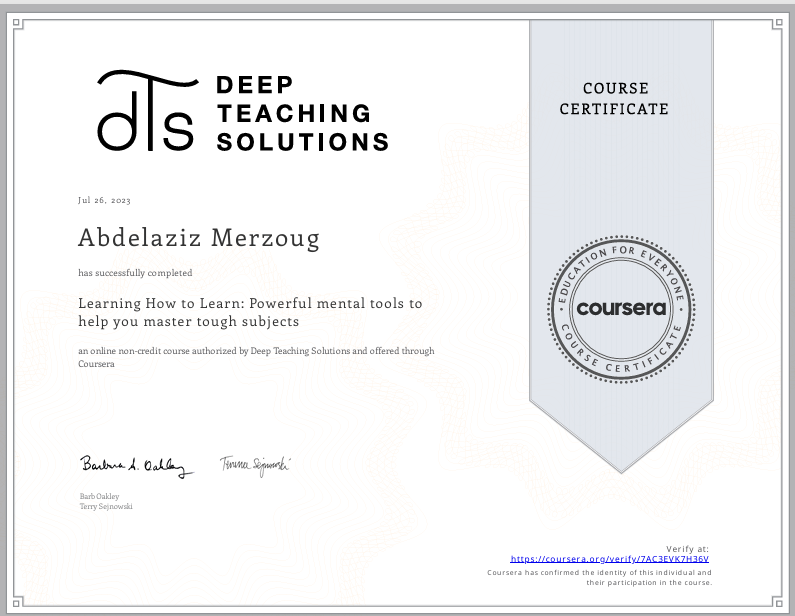 dTs
DEEP
TEACHING
SOLUTIONS
COURSE
CERTIFICATE
Jul 26, 2023
Abdelaziz Merzoug
has successfully completed
Learning How to Learn: Powerful mental tools to
help you master tough subjects
an online non-credit course authorized by Deep Teaching Solutions and offered through
Coursera
EDUCATION FOR EVERYONE
coursera
COURSE CERTIFICATE
Barbara A. Oakley
Terrence Sejnowski
Barb Oakley
Terry Sejnowski
Verify at:
https://coursera.org/verify/7AC3EVK7H36V
Coursera has confirmed the identity of this individual and
their participation in the course.